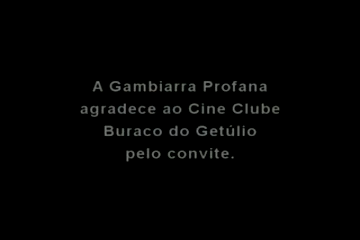 A Gambiarra Profana
agradece ao Cine Clube
Buraco do Getúlio
pelo convite.